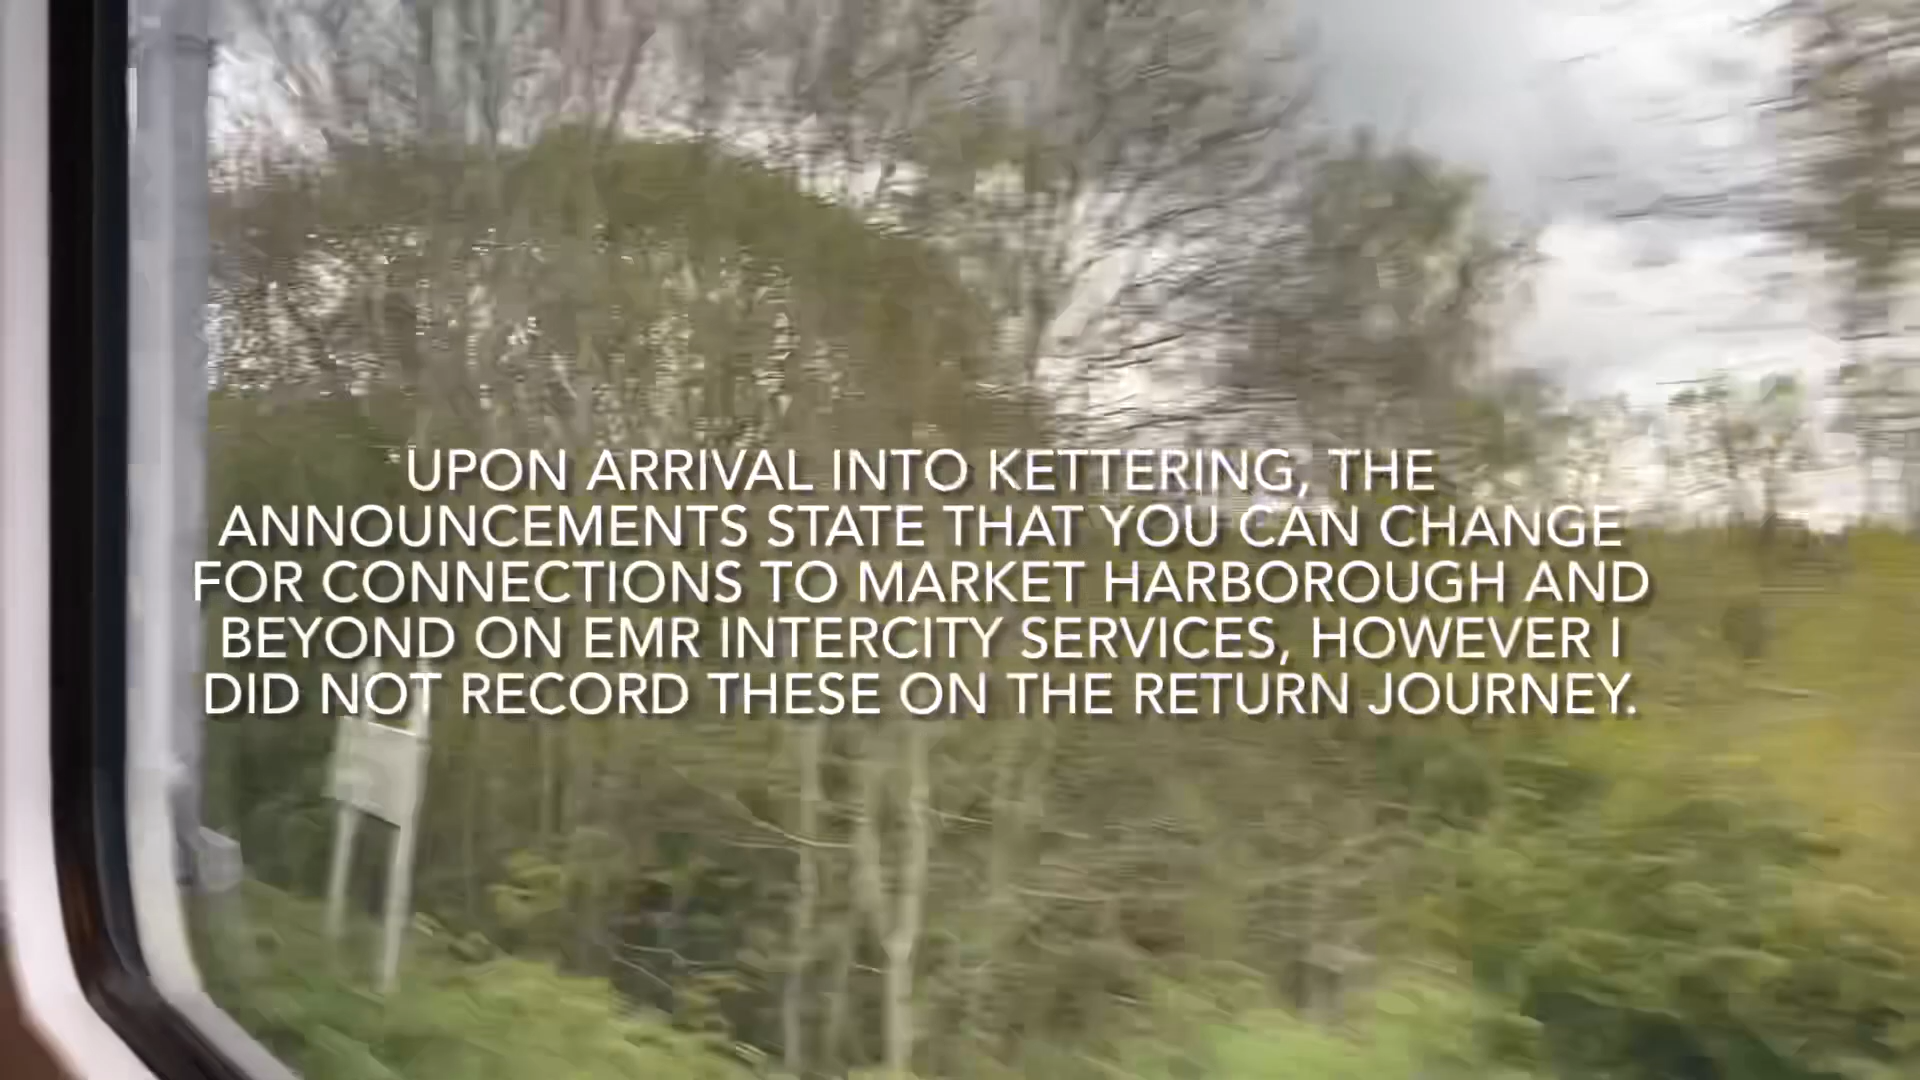 UPON ARRIVAL INTO KETTERING, THE
ANNOUNCEMENTS STATE THAT YOU CAN CHANGE
FOR CONNECTIONS TO MARKET HARBOROUGH AND
BEYOND ON EMR INTERCITY SERVICES, HOWEVER I
DID NOT RECORD THESE ON THE RETURN JOURNEY.